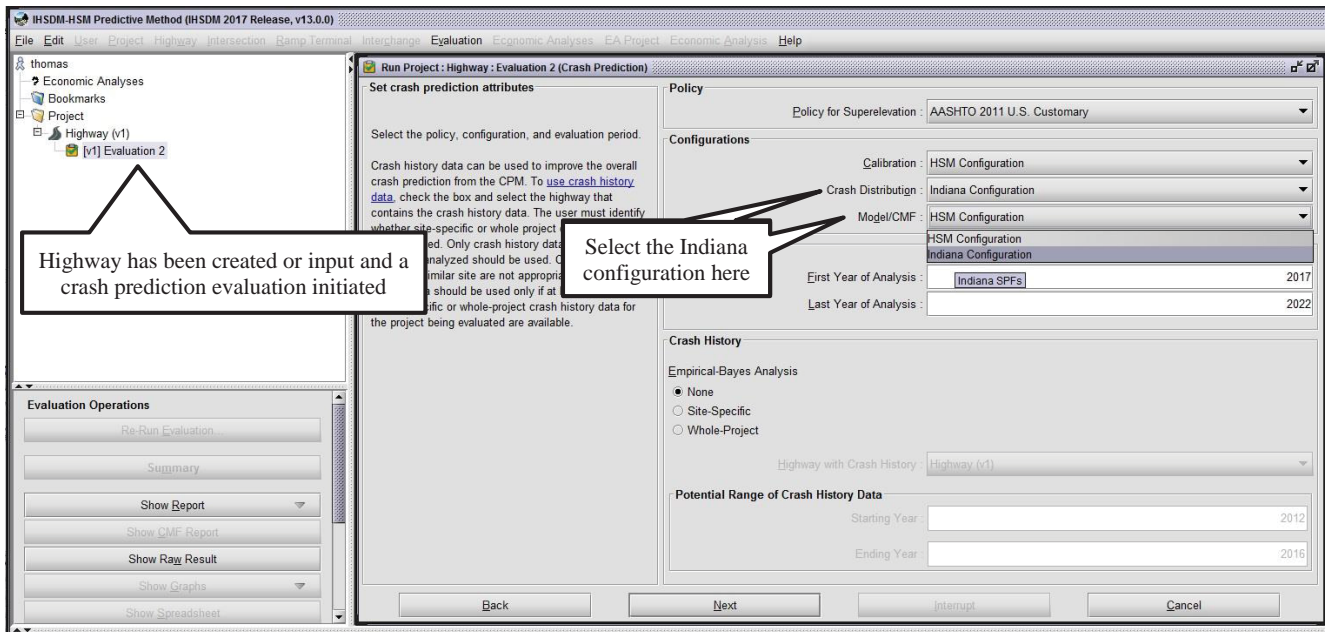 IHSDM-HSM Predictive Method (IHSDM 2017 Release, v13.0.0)
File Edit User Project Highway Intersection Ramp Terminal Interchange Evaluation Economic Analyses EA Project Economic Analysis Help
thomas
Economic Analyses
Bookmarks
Project
Highway (v1)
[v1] Evaluation 2
Highway has been created or input and a
crash prediction evaluation initiated
Evaluation Operations
Re-Run Evaluation...
Summary
Show Report
Show CMF Report
Show Raw Result
Show Graphs
Show Spreadsheet
Run Project : Highway : Evaluation 2 (Crash Prediction)
Set crash prediction attributes
Select the policy, configuration, and evaluation period.
Crash history data can be used to improve the overall
crash prediction from the CPM. To use crash history
data, check the box and select the highway that
contains the crash history data. The user must identify
whether site-specific or whole project
ed. Only crash history data
nalyzed should be used.
imilar site are not appropria
should be used only if at
ific or whole-project crash history data for
the project being evaluated are available.
Select the Indiana
configuration here
Policy
Policy for Superelevation : AASHTO 2011 U.S. Customary
Configurations
Calibration : HSM Configuration
Crash Distribution : Indiana Configuration
Model/CMF : HSM Configuration
HSM Configuration
Indiana Configuration
Indiana SPFs
First Year of Analysis : 2017
Last Year of Analysis : 2022
Crash History
Empirical-Bayes Analysis
None
Site-Specific
Whole-Project
Highway with Crash History : Highway (v1)
Potential Range of Crash History Data
Starting Year : 2012
Ending Year : 2016
Back Next Interrupt Cancel